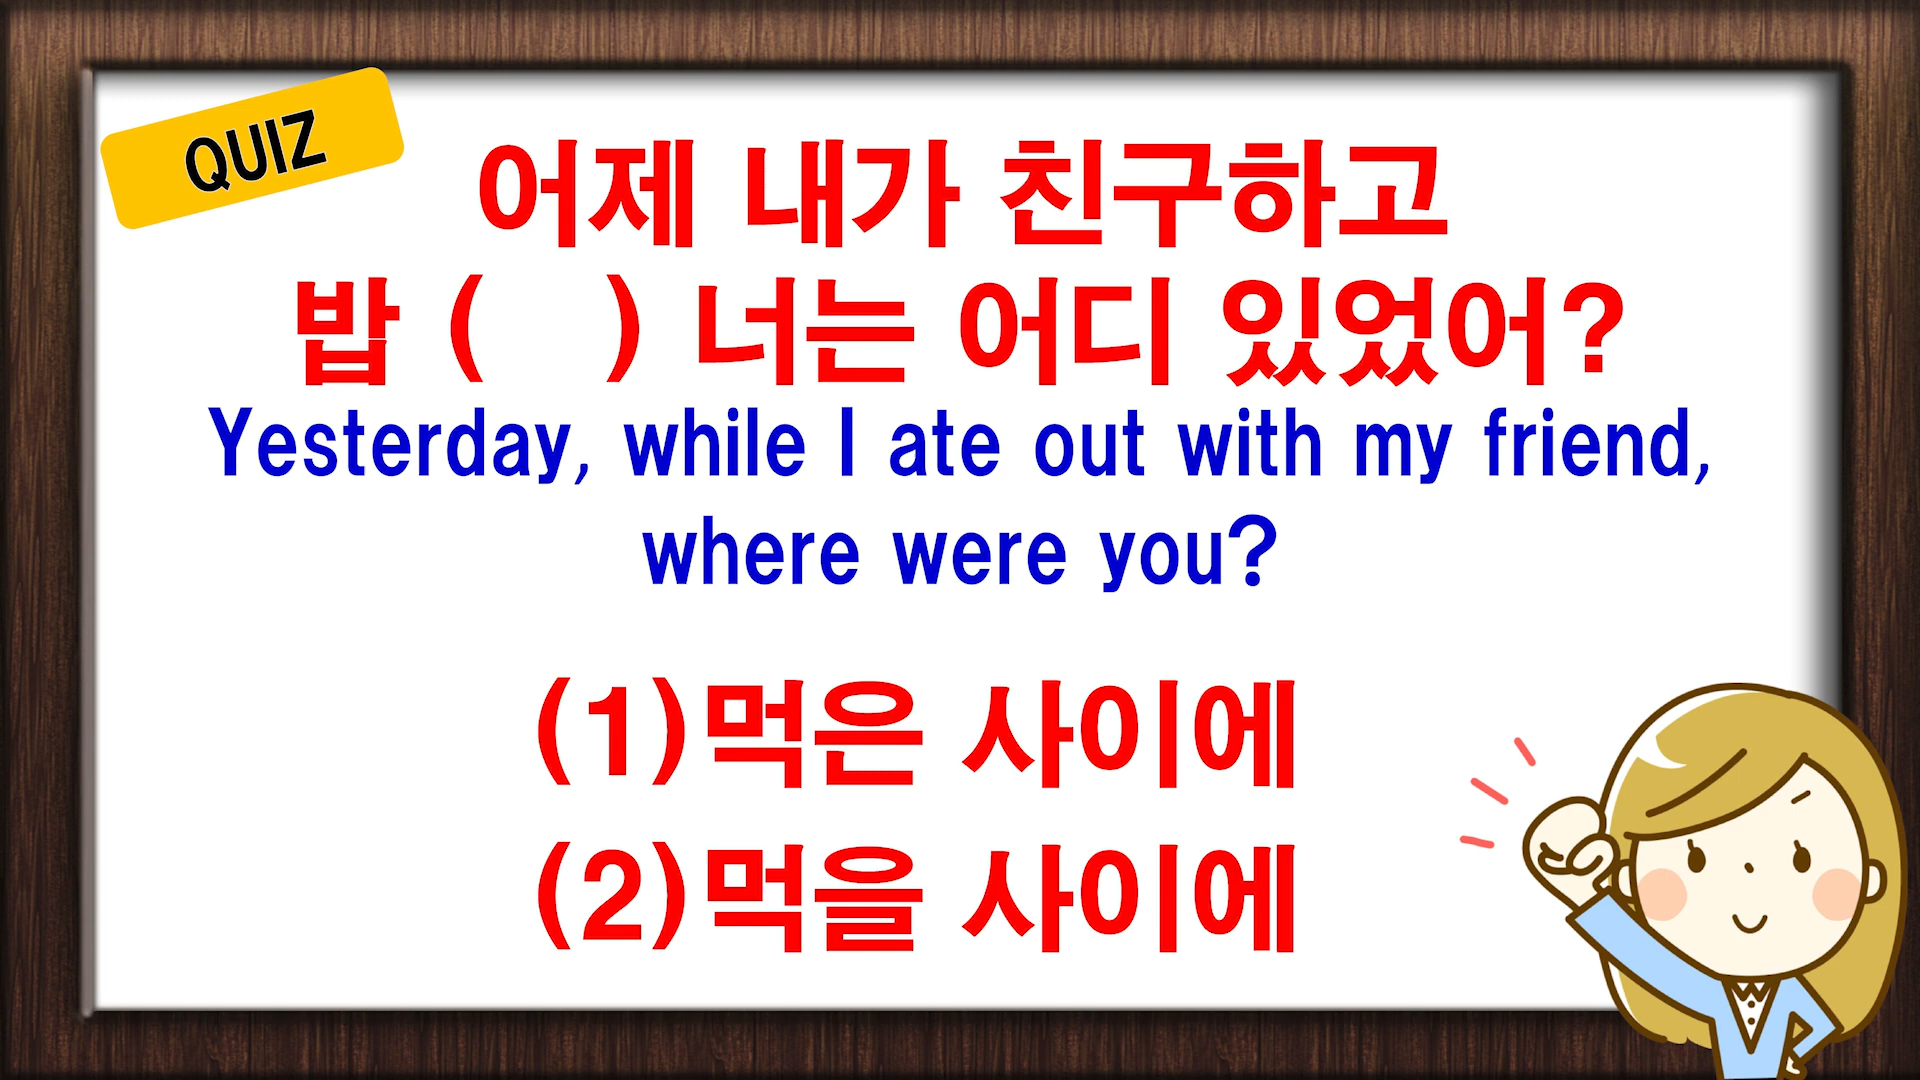 QUIZ
어제 내가 친구하고
밥 ( ) 너는 어디 있었어?
Yesterday, while I ate out with my friend,
where were you?
(1)먹은 사이에
(2)먹을 사이에